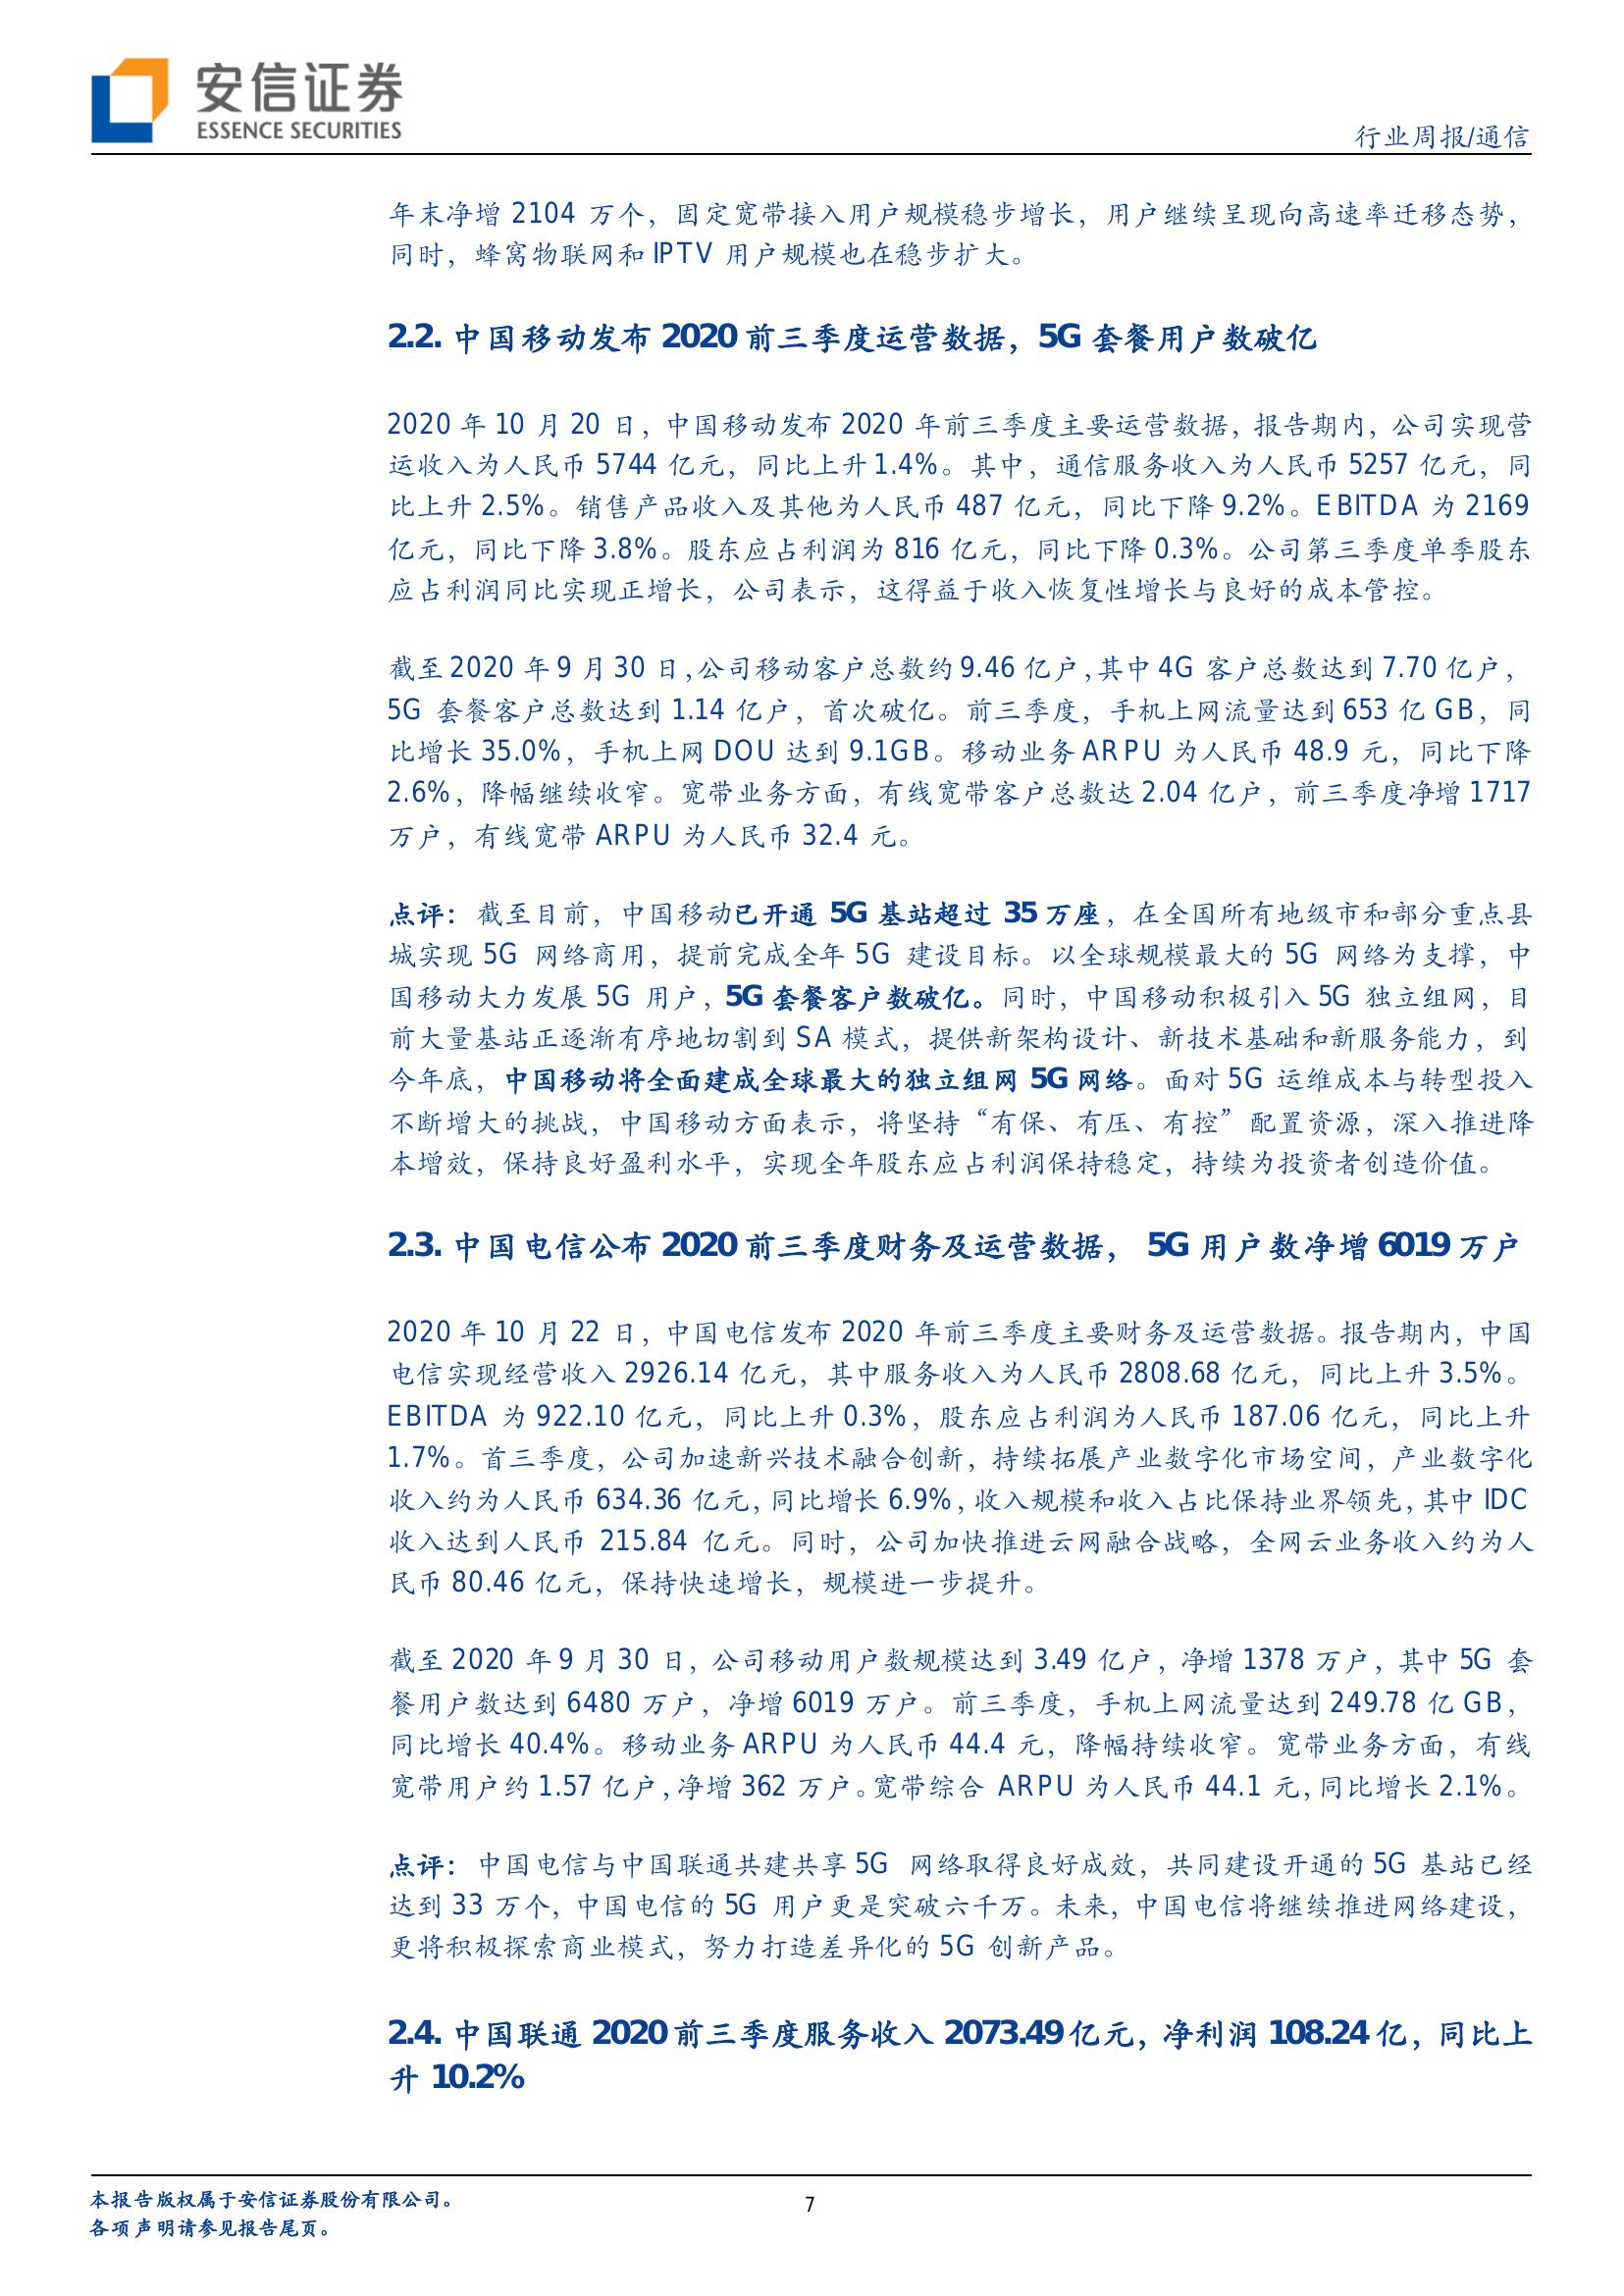 安信证券
ESSENCE SECURITIES
行业周报/通信
年末净增 2104 万个，固定宽带接入用户规模稳步增长，用户继续呈现向高速率迁移态势，
同时，蜂窝物联网和 IPTV 用户规模也在稳步扩大。
2.2. 中国移动发布 2020 前三季度运营数据，5G 套餐用户数破亿
2020 年 10 月 20 日，中国移动发布 2020 年前三季度主要运营数据，报告期内，公司实现营
运收入为人民币 5744 亿元，同比上升 1.4%。其中，通信服务收入为人民币 5257 亿元，同
比上升 2.5%。销售产品收入及其他为人民币 487 亿元，同比下降 9.2%。EBITDA 为 2169
亿元，同比下降 3.8%。股东应占利润为 816 亿元，同比下降 0.3%。公司第三季度单季股东
应占利润同比实现正增长，公司表示，这得益于收入恢复性增长与良好的成本管控。
截至 2020 年 9 月 30 日，公司移动客户总数约 9.46 亿户，其中 4G 客户总数达到 7.70 亿户，
5G 套餐客户总数达到 1.14 亿户，首次破亿。前三季度，手机上网流量达到 653 亿 GB，同
比增长 35.0%，手机上网 DOU 达到 9.1GB。移动业务 ARPU 为人民币 48.9 元，同比下降
2.6%，降幅继续收窄。宽带业务方面，有线宽带客户总数达 2.04 亿户，前三季度净增 1717
万户，有线宽带 ARPU 为人民币 32.4 元。
点评：截至目前，中国移动已开通 5G 基站超过 35 万座，在全国所有地级市和部分重点县
城实现 5G 网络商用，提前完成全年 5G 建设目标。以全球规模最大的 5G 网络为支撑，中
国移动大力发展 5G 用户，5G 套餐客户数破亿。同时，中国移动积极引入 5G 独立组网，目
前大量基站正逐渐有序地切割到 SA 模式，提供新架构设计、新技术基础和新服务能力，到
今年底，中国移动将全面建成全球最大的独立组网 5G 网络。面对 5G 运维成本与转型投入
不断增大的挑战，中国移动方面表示，将坚持“有保、有压、有控”配置资源，深入推进降
本增效，保持良好盈利水平，实现全年股东应占利润保持稳定，持续为投资者创造价值。
2.3. 中国电信公布 2020 前三季度财务及运营数据， 5G 用户数净增 6019 万户
2020 年 10 月 22 日，中国电信发布 2020 年前三季度主要财务及运营数据。报告期内，中国
电信实现经营收入 2926.14 亿元，其中服务收入为人民币 2808.68 亿元，同比上升 3.5%。
EBITDA 为 922.10 亿元，同比上升 0.3%，股东应占利润为人民币 187.06 亿元，同比上升
1.7%。首三季度，公司加速新兴技术融合创新，持续拓展产业数字化市场空间，产业数字化
收入约为人民币 634.36 亿元，同比增长 6.9%，收入规模和收入占比保持业界领先，其中 IDC
收入达到人民币 215.84 亿元。同时，公司加快推进云网融合战略，全网云业务收入约为人
民币 80.46 亿元，保持快速增长，规模进一步提升。
截至 2020 年 9 月 30 日，公司移动用户数规模达到 3.49 亿户，净增 1378 万户，其中 5G 套
餐用户数达到 6480 万户，净增 6019 万户。前三季度，手机上网流量达到 249.78 亿 GB，
同比增长 40.4%。移动业务 ARPU 为人民币 44.4 元，降幅持续收窄。宽带业务方面，有线
宽带用户约 1.57 亿户，净增 362 万户。宽带综合 ARPU 为人民币 44.1 元，同比增长 2.1%。
点评：中国电信与中国联通共建共享 5G 网络取得良好成效，共同建设开通的 5G 基站已经
达到 33 万个，中国电信的 5G 用户更是突破六千万。未来，中国电信将继续推进网络建设，
更将积极探索商业模式，努力打造差异化的 5G 创新产品。
2.4. 中国联通 2020 前三季度服务收入 2073.49 亿元，净利润 108.24 亿，同比上
升 10.2%
本报告版权属于安信证券股份有限公司。
各项声明请参见报告尾页。
7